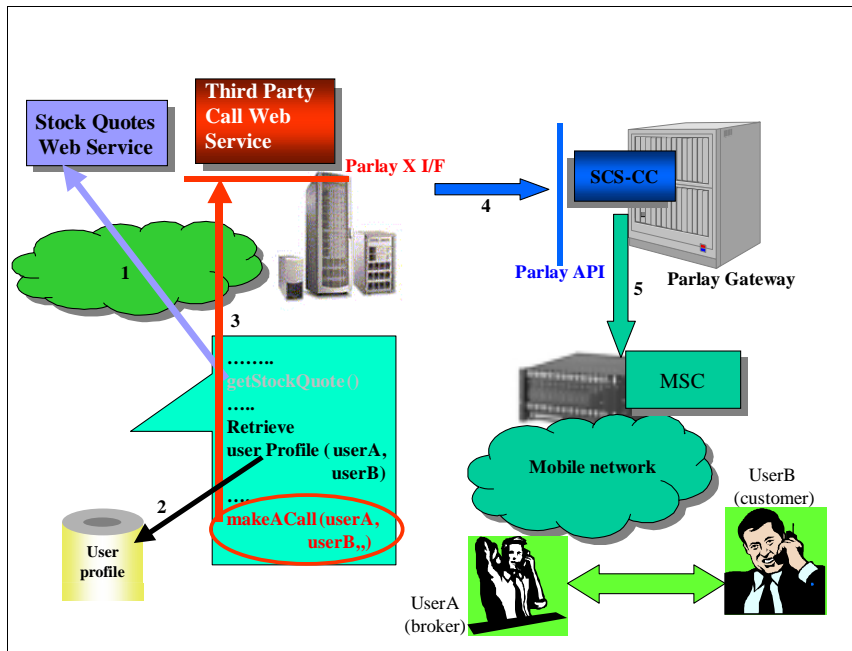 Third Party
Call Web
Service
Stock Quotes
Web Service
Parlay X I/F
SCS-CC
4
1
Parlay API
Parlay Gateway
5
3
……..
getStockQuote()
…..
Retrieve
user Profile (userA,
userB)
….
makeACall(userA,
userB,,)
2
User
profile
MSC
Mobile network
UserB
(customer)
UserA
(broker)